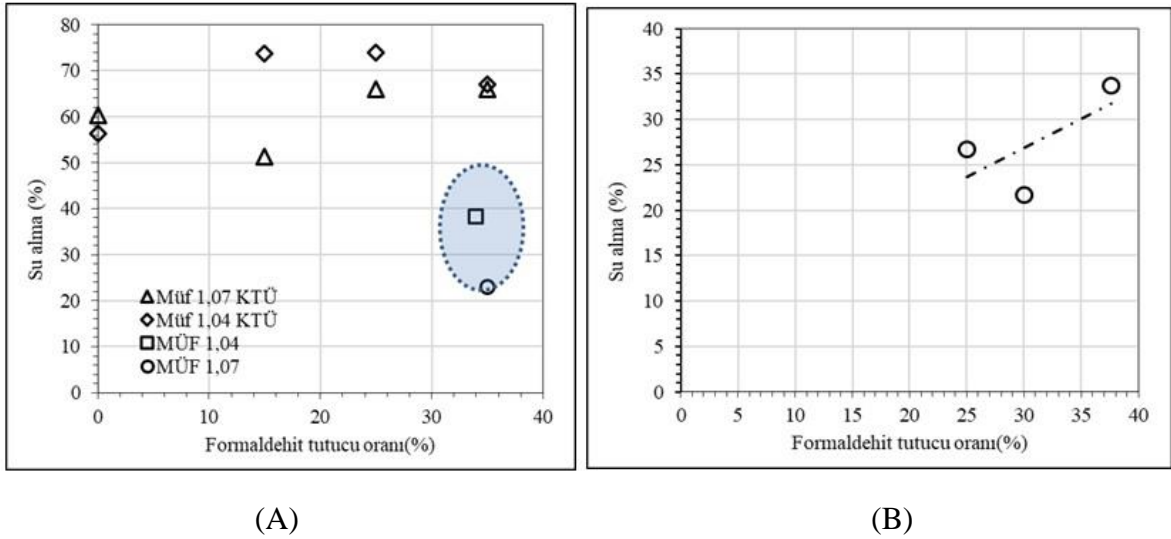 80
70
60
50
40
30
20
10
0
Su alma (%)
Müf 1,07 KTÜ
Müf 1,04 KTÜ
MÜF 1,04
MÜF 1,07
0 10 20 30 40
Formaldehit tutucu oranı(%)
(A)
40
35
30
25
20
15
10
5
0
Su alma (%)
0 5 10 15 20 25 30 35 40
Formaldehit tutucu oranı(%)
(B)